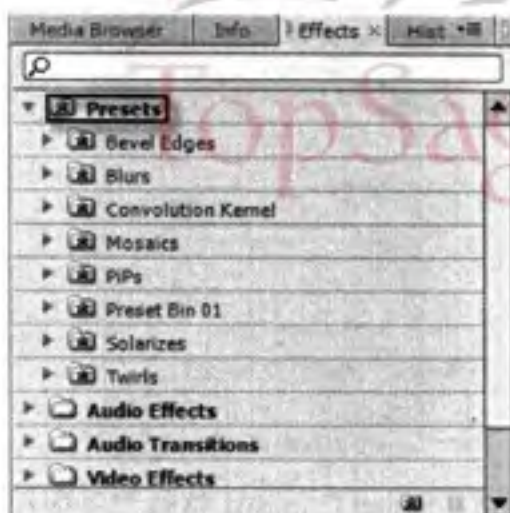 Media Browser Info Effects × Hist
Presets
Bevel Edges
Blurs
Convolution Kernel
Mosaics
PiPs
Preset Bin 01
Solarizes
Twirls
Audio Effects
Audio Transitions
Video Effects